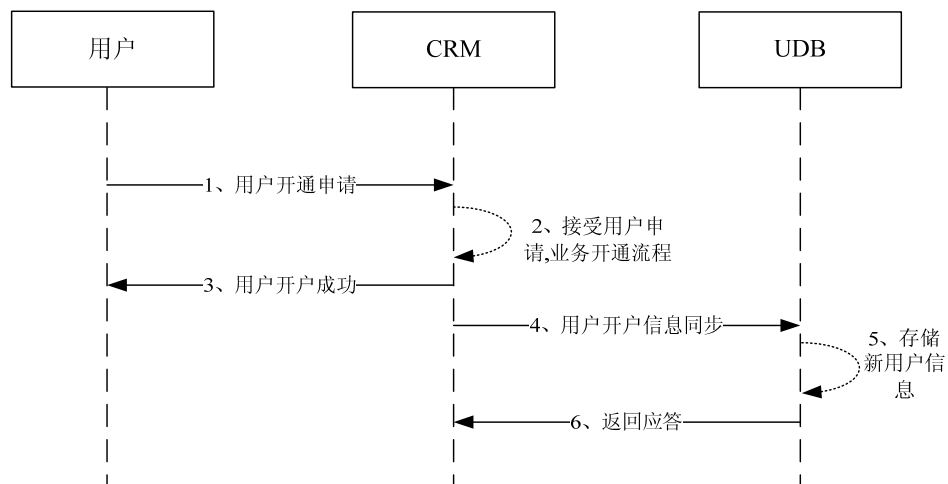 用户
CRM
UDB
1、用户开通申请
2、接受用户申
请,业务开通流程
3、用户开户成功
4、用户开户信息同步
5、存储
新用户信
息
6、返回应答